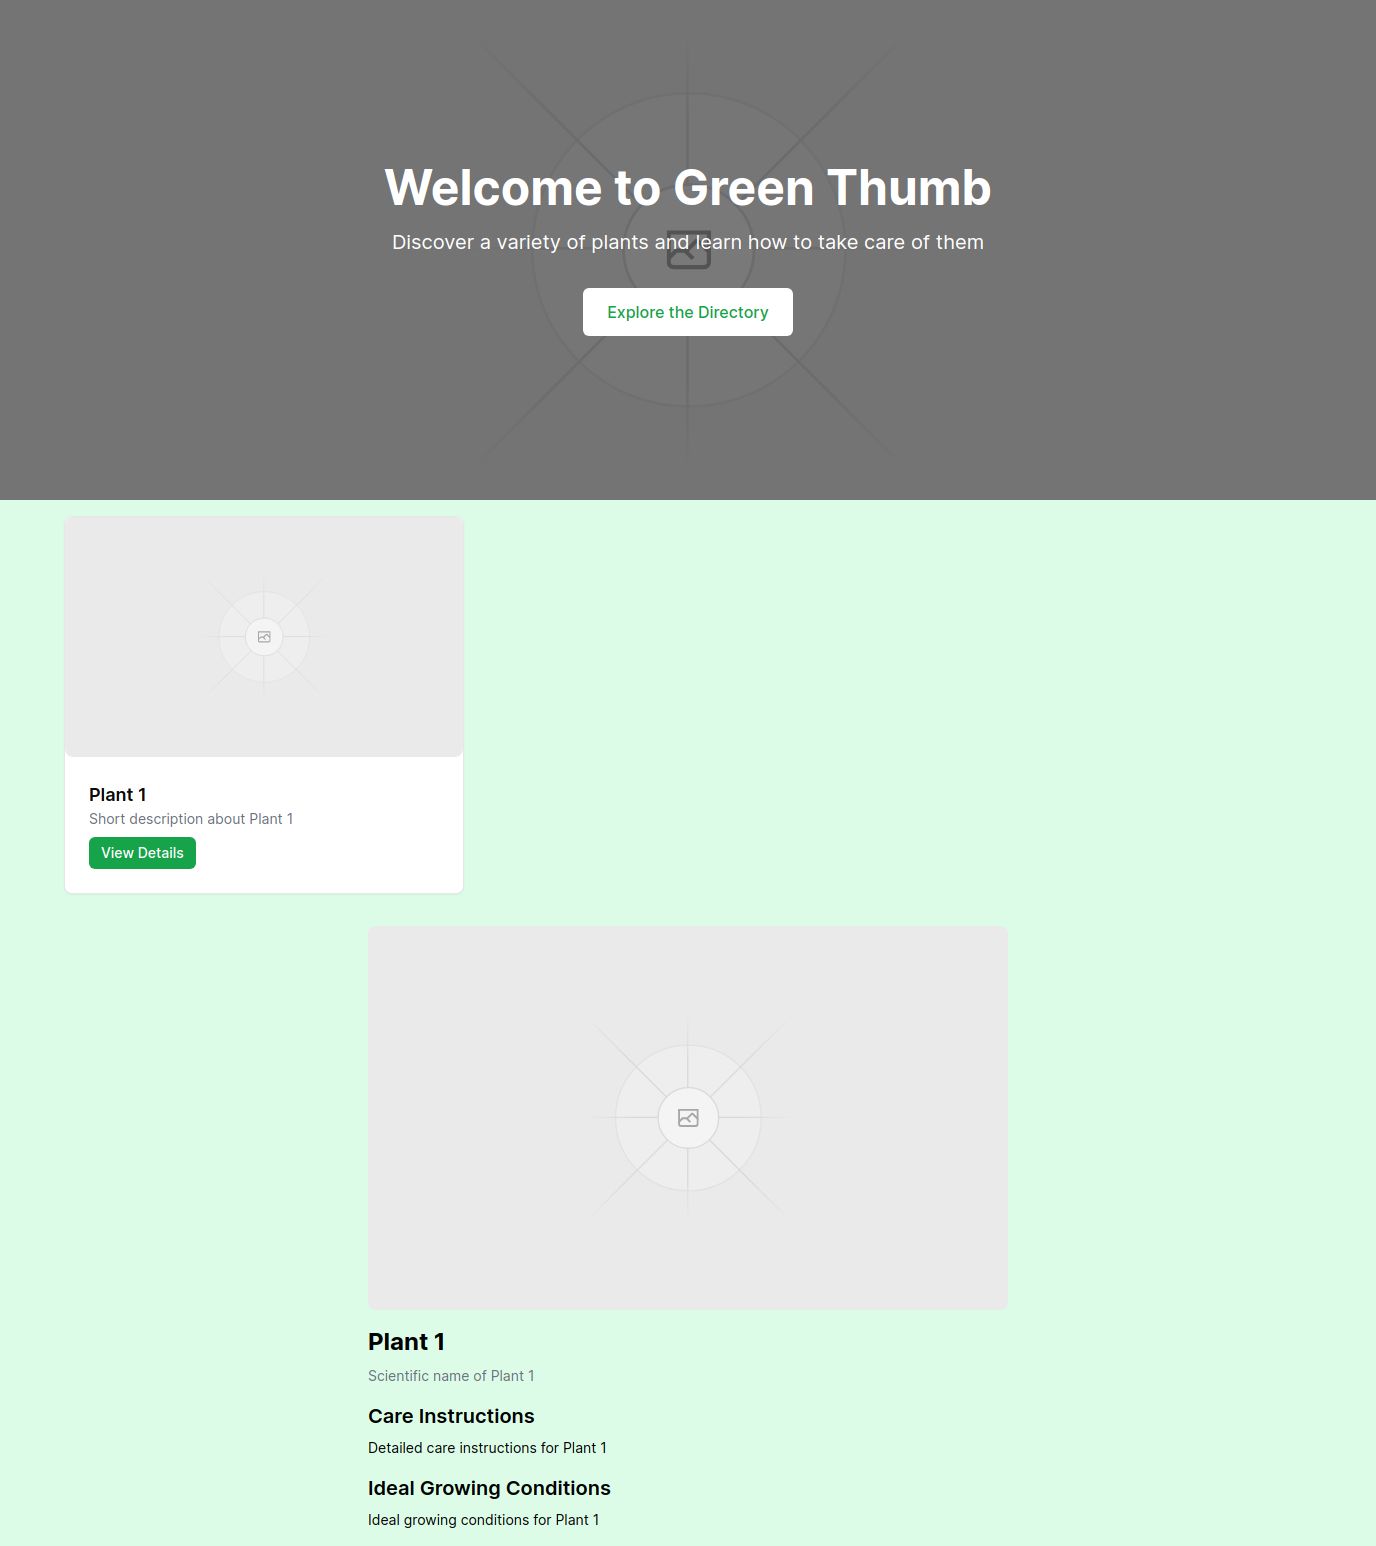 Welcome to Green Thumb
Discover a variety of plants and learn how to take care of them
Explore the Directory
Plant 1
Short description about Plant 1
View Details
Plant 1
Scientific name of Plant 1
Care Instructions
Detailed care instructions for Plant 1
Ideal Growing Conditions
Ideal growing conditions for Plant 1